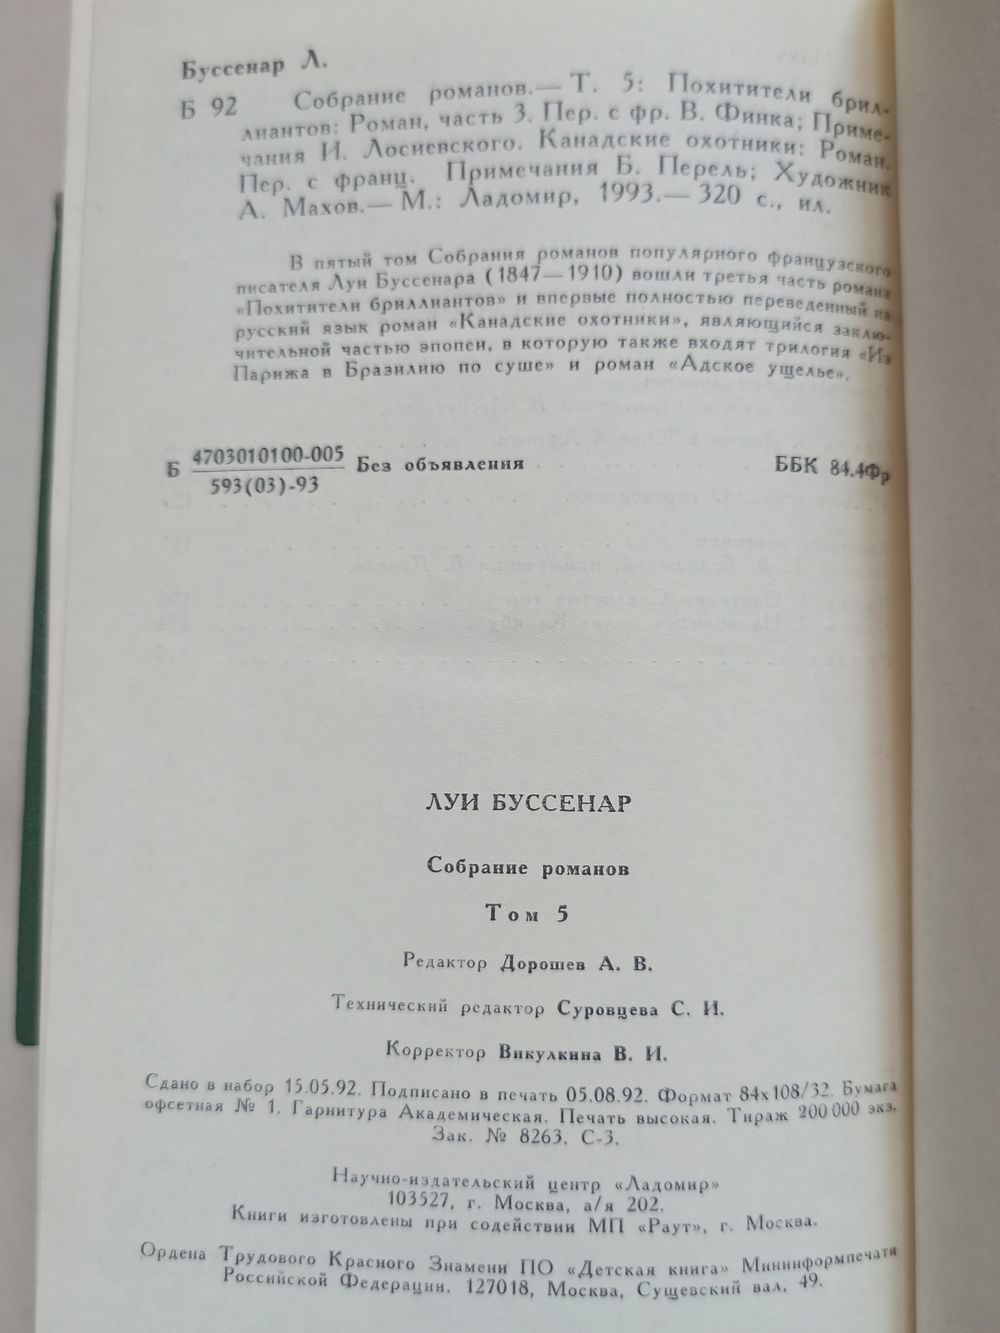 Буссенар Л.
Б 92 Собрание романов.— Т. 5: Похитители брил-
лиантов: Роман, часть 3. Пер. с фр. В. Финка; Приме-
чания И. Лосиевского. Канадские охотники: Роман.
Пер. с франц. Примечания Б. Перель; Художник
А. Махов.— М.: Ладомир, 1993.— 320 с., ил.
В пятый том Собрания романов популярного французского
писателя Луи Буссенара (1847—1910) вошли третья часть романа
«Похитители бриллиантов» и впервые полностью переведенный на
русский язык роман «Канадские охотники», являющийся заклю-
чительной частью эпопеи, в которую также входят трилогия «Из
Парижа в Бразилию по суше» и роман «Адское ущелье».
Б 4703010100-005 Без объявления ББК 84.4Фр
593(03)-93
ЛУИ БУССЕНАР
Собрание романов
Том 5
Редактор Дорошев А. В.
Технический редактор Суровцева С. И.
Корректор Викулкина В. И.
Сдано в набор 15.05.92. Подписано в печать 05.08.92. Формат 84x108/32. Бумага
офсетная № 1. Гарнитура Академическая. Печать высокая. Тираж 200 000 экз.
Зак. № 8263. С-3.
Научно-издательский центр «Ладомир»
103527, г. Москва, а/я 202.
Книги изготовлены при содействии МП «Раут», г. Москва.
Ордена Трудового Красного Знамени ПО «Детская книга» Мининформпечати
Российской Федерации. 127018, Москва, Сущевский вал, 49.